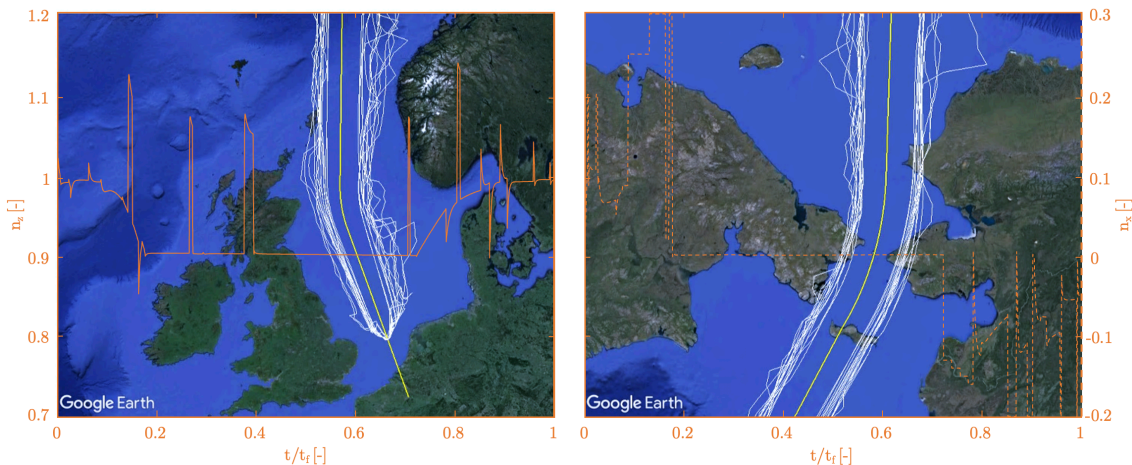 1.2
1.1
1
0.9
0.8
0.7
n_z [-]
Google Earth
0 0.2 0.4 0.6 0.8 1
t/t_f [-]
0.3
0.2
0.1
0
-0.1
-0.2
n_x [-]
Google Earth
0 0.2 0.4 0.6 0.8 1
t/t_f [-]